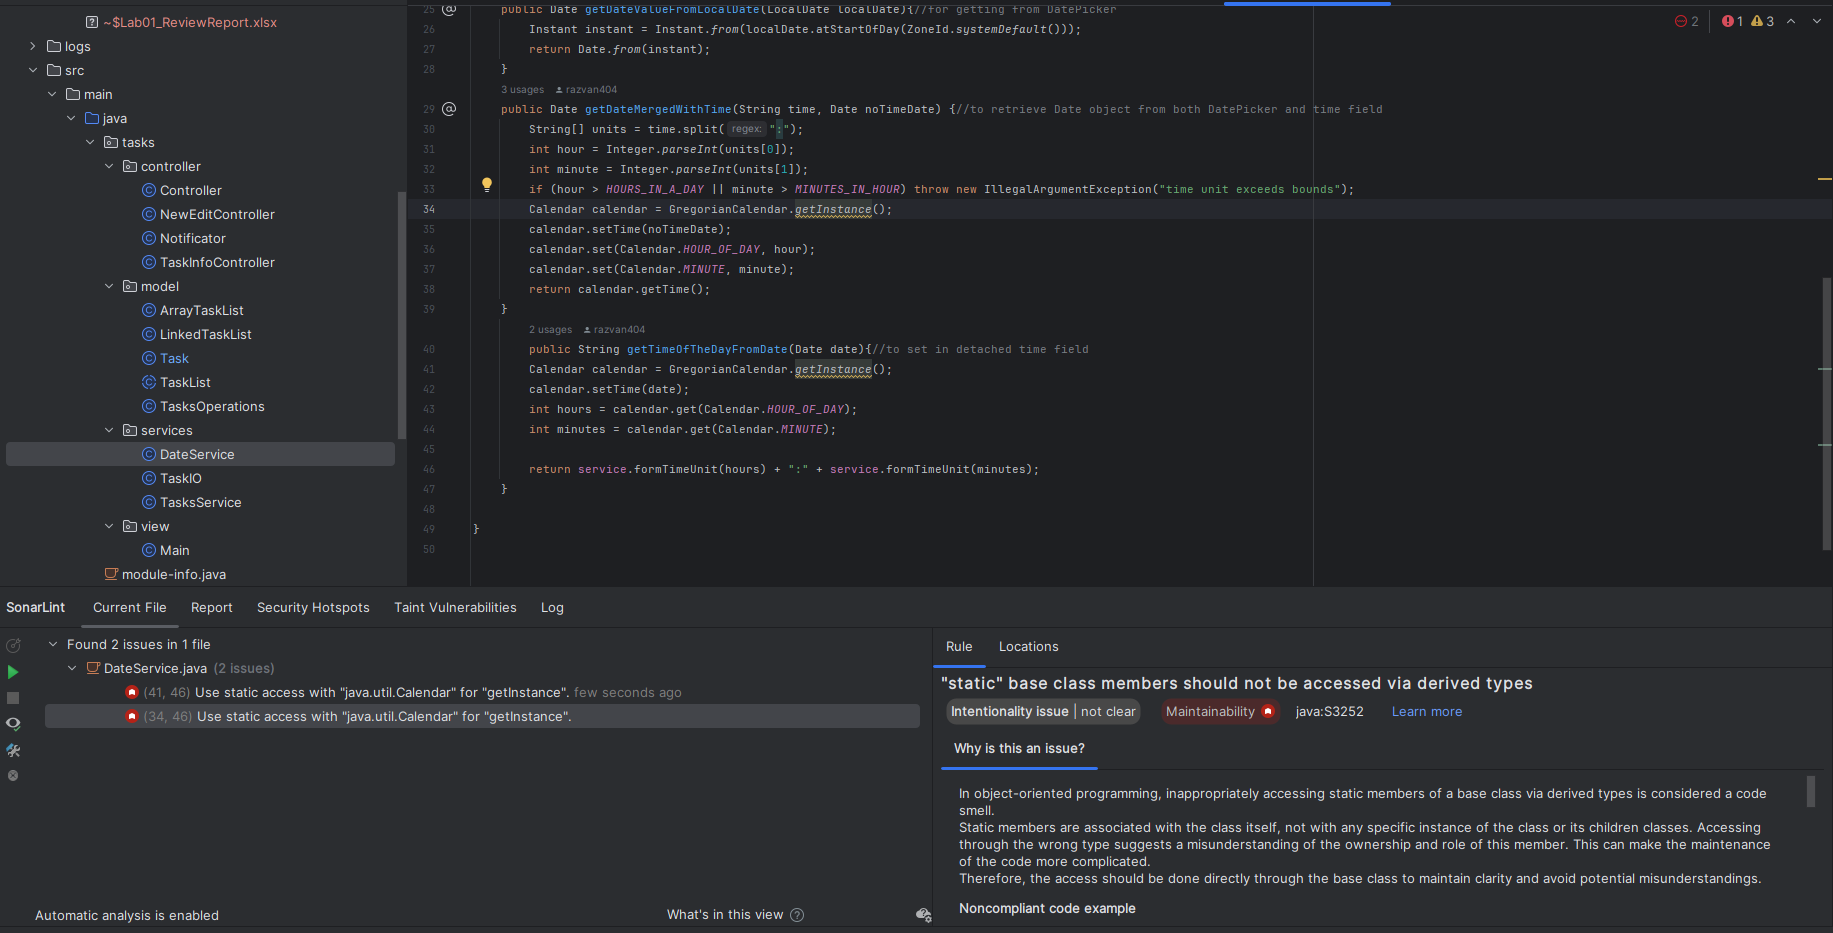 ~$Lab01_ReviewReport.xlsx
logs
src
main
java
tasks
controller
Controller
NewEditController
Notificator
TaskInfoController
model
ArrayTaskList
LinkedTaskList
Task
TaskList
TasksOperations
services
DateService
TaskIO
TasksService
view
Main
module-info.java
2 1 3
25 @ public Date getDateValueFromLocalDate(LocalDate localDate){//for getting from DatePicker
26 Instant instant = Instant.from(localDate.atStartOfDay(ZoneId.systemDefault()));
27 return Date.from(instant);
28 }
3 usages razvan404
29 @ public Date getDateMergedWithTime(String time, Date noTimeDate) {//to retrieve Date object from both DatePicker and time field
30 String[] units = time.split( regex: ":");
31 int hour = Integer.parseInt(units[0]);
32 int minute = Integer.parseInt(units[1]);
33 if (hour > HOURS_IN_A_DAY || minute > MINUTES_IN_HOUR) throw new IllegalArgumentException("time unit exceeds bounds");
34 Calendar calendar = GregorianCalendar.getInstance();
35 calendar.setTime(noTimeDate);
36 calendar.set(Calendar.HOUR_OF_DAY, hour);
37 calendar.set(Calendar.MINUTE, minute);
38 return calendar.getTime();
39 }
2 usages razvan404
40 public String getTimeOfTheDayFromDate(Date date){//to set in detached time field
41 Calendar calendar = GregorianCalendar.getInstance();
42 calendar.setTime(date);
43 int hours = calendar.get(Calendar.HOUR_OF_DAY);
44 int minutes = calendar.get(Calendar.MINUTE);
45
46 return service.formTimeUnit(hours) + ":" + service.formTimeUnit(minutes);
47 }
48
49 }
50
SonarLint Current File Report Security Hotspots Taint Vulnerabilities Log
Found 2 issues in 1 file
DateService.java (2 issues)
(41, 46) Use static access with "java.util.Calendar" for "getInstance". few seconds ago
(34, 46) Use static access with "java.util.Calendar" for "getInstance".
Automatic analysis is enabled
What's in this view ?
Rule Locations
"static" base class members should not be accessed via derived types
Intentionality issue | not clear Maintainability java:S3252 Learn more
Why is this an issue?
In object-oriented programming, inappropriately accessing static members of a base class via derived types is considered a code
smell.
Static members are associated with the class itself, not with any specific instance of the class or its children classes. Accessing
through the wrong type suggests a misunderstanding of the ownership and role of this member. This can make the maintenance
of the code more complicated.
Therefore, the access should be done directly through the base class to maintain clarity and avoid potential misunderstandings.
Noncompliant code example